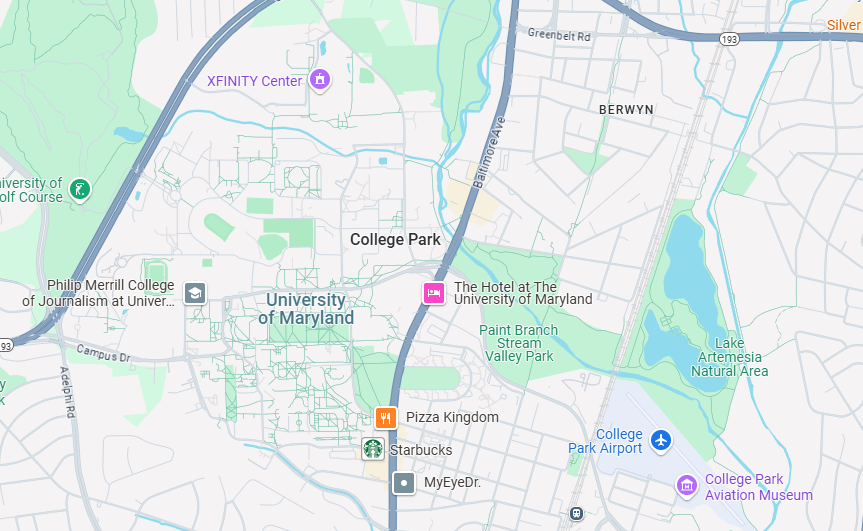 Greenbelt Rd
193
Silver
XFINITY Center
BERWYN
Baltimore Ave
iversity of
olf Course
College Park
Philip Merrill College
of Journalism at Univer...
University
of Maryland
The Hotel at The
University of Maryland
Paint Branch
Stream
Valley Park
Lake
Artemesia
Natural Area
93
Campus Dr
Adelphi Rd
y
k
Pizza Kingdom
College
Park Airport
Starbucks
MyEyeDr.
College Park
Aviation Museum